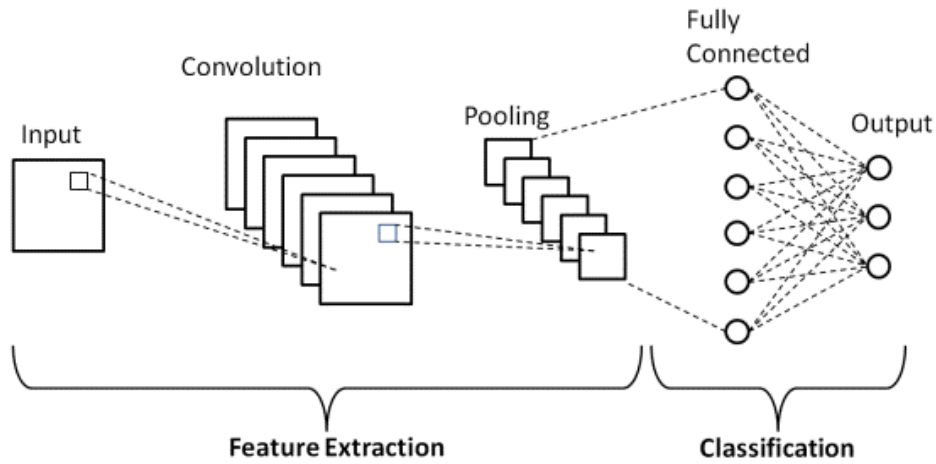 Input
Convolution
Pooling
Fully
Connected
Output
Feature Extraction
Classification